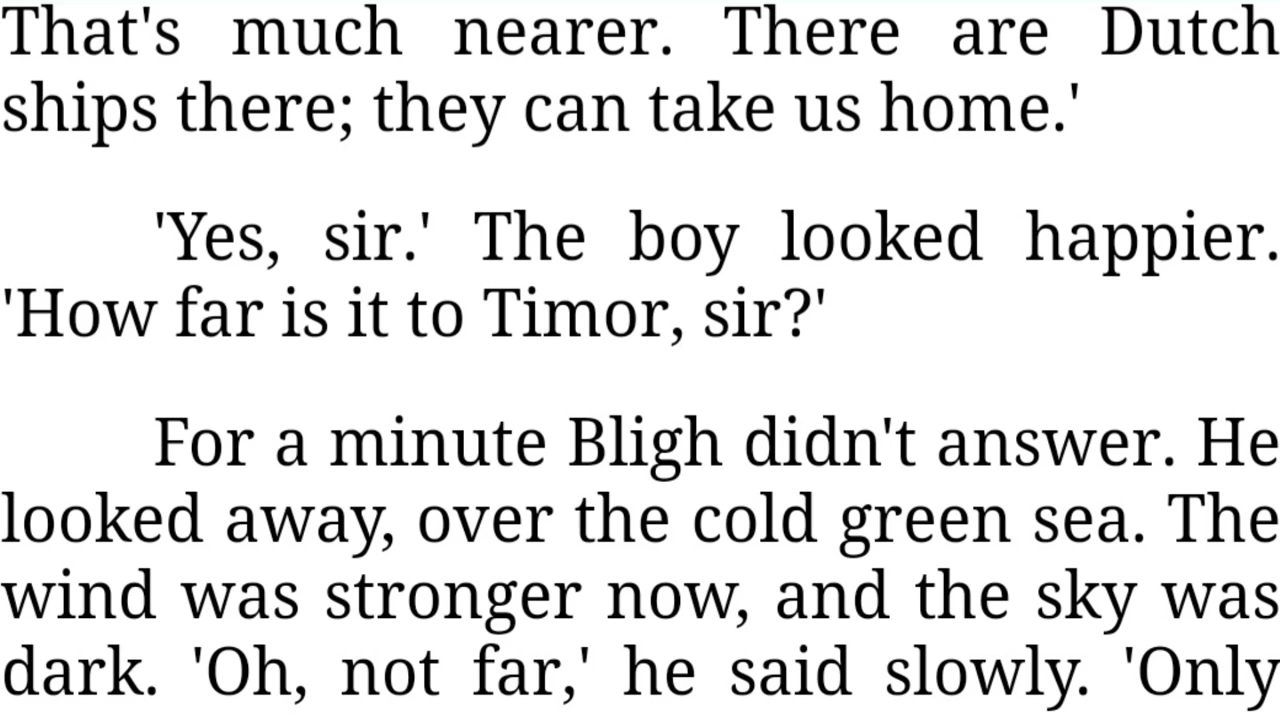 That's much nearer. There are Dutch
ships there; they can take us home.'
'Yes, sir.' The boy looked happier.
'How far is it to Timor, sir?'
For a minute Bligh didn't answer. He
looked away, over the cold green sea. The
wind was stronger now, and the sky was
dark. 'Oh, not far,' he said slowly. 'Only